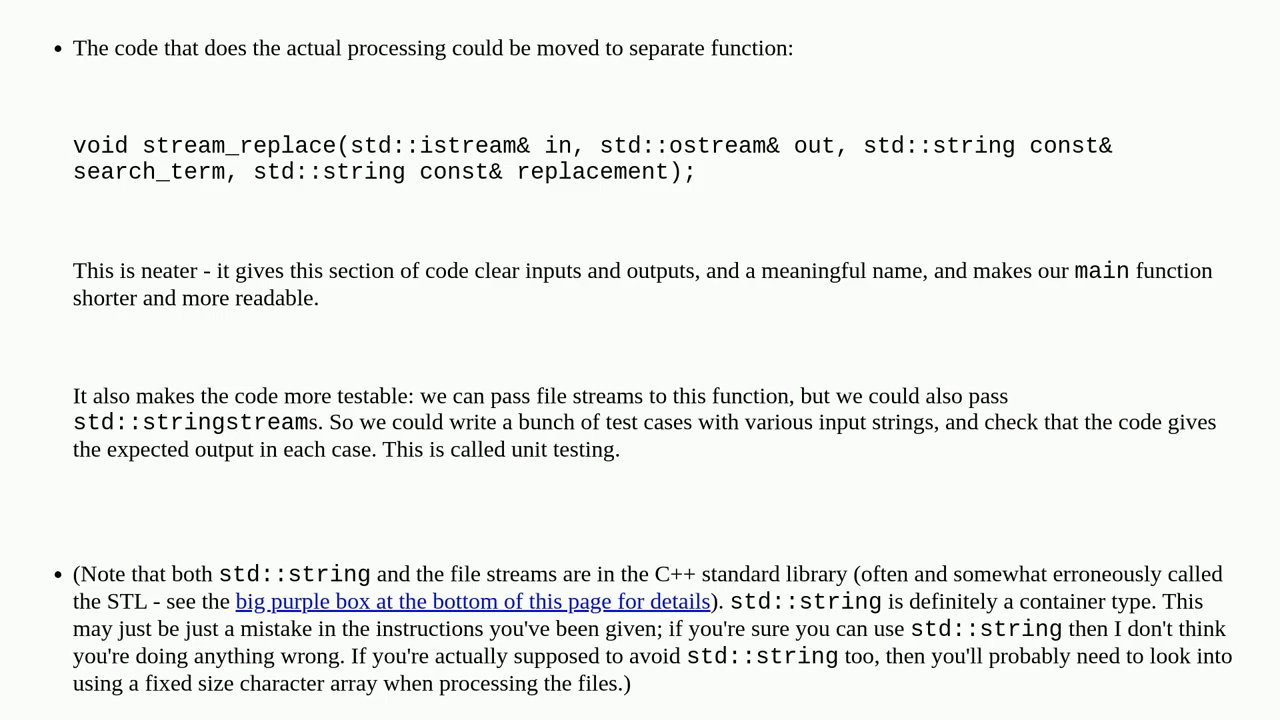 • The code that does the actual processing could be moved to separate function:
void stream_replace(std::istream& in, std::ostream& out, std::string const&
search_term, std::string const& replacement);
This is neater - it gives this section of code clear inputs and outputs, and a meaningful name, and makes our main function
shorter and more readable.
It also makes the code more testable: we can pass file streams to this function, but we could also pass
std::stringstreams. So we could write a bunch of test cases with various input strings, and check that the code gives
the expected output in each case. This is called unit testing.
• (Note that both std::string and the file streams are in the C++ standard library (often and somewhat erroneously called
the STL - see the big purple box at the bottom of this page for details). std::string is definitely a container type. This
may just be just a mistake in the instructions you've been given; if you're sure you can use std::string then I don't think
you're doing anything wrong. If you're actually supposed to avoid std::string too, then you'll probably need to look into
using a fixed size character array when processing the files.)